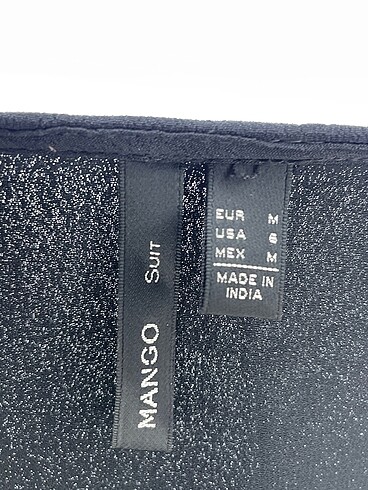 MANGO SUIT
EUR M
USA 6
MEX M
MADE IN
INDIA